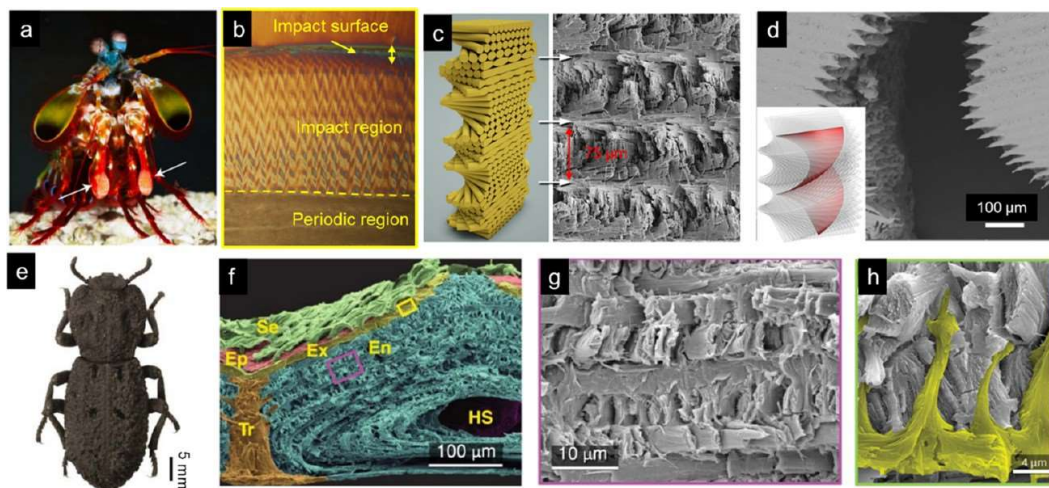 a
b
Impact surface
Impact region
Periodic region
c
75 µm
d
100 µm
e
5 mm
f
Se
Ep
Ex
En
Tr
HS
100 µm
g
10 µm
h
4 µm